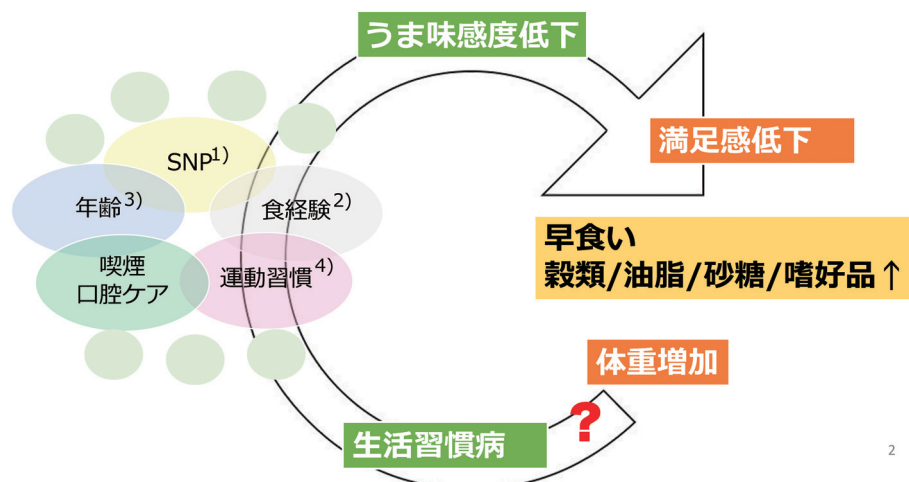 うま味感度低下
満足感低下
SNP1)
年齢3)
食経験2)
喫煙
口腔ケア
運動習慣4)
早食い
穀類/油脂/砂糖/嗜好品↑
体重増加
?
生活習慣病
2